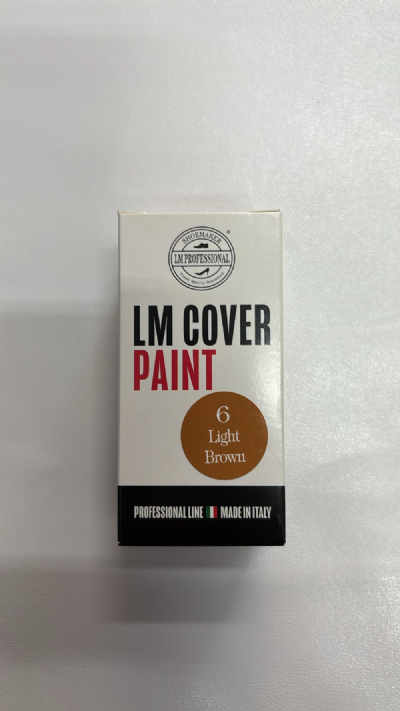 SHOEMAKER
®
LM PROFESSIONAL
LM COVER
PAINT
6
Light
Brown
PROFESSIONAL LINE MADE IN ITALY